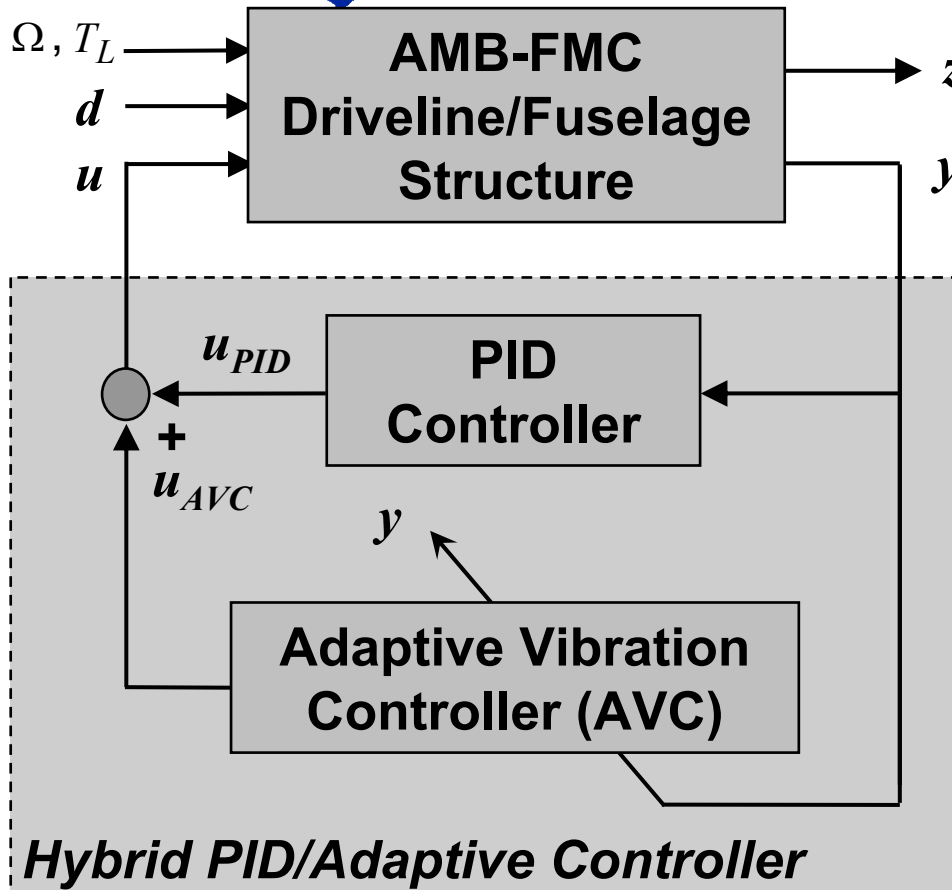 Ω, T_L
AMB-FMC
Driveline/Fuselage
Structure
z
d
u
y
u_PID
PID
Controller
+
u_AVC
y
Adaptive Vibration
Controller (AVC)
Hybrid PID/Adaptive Controller